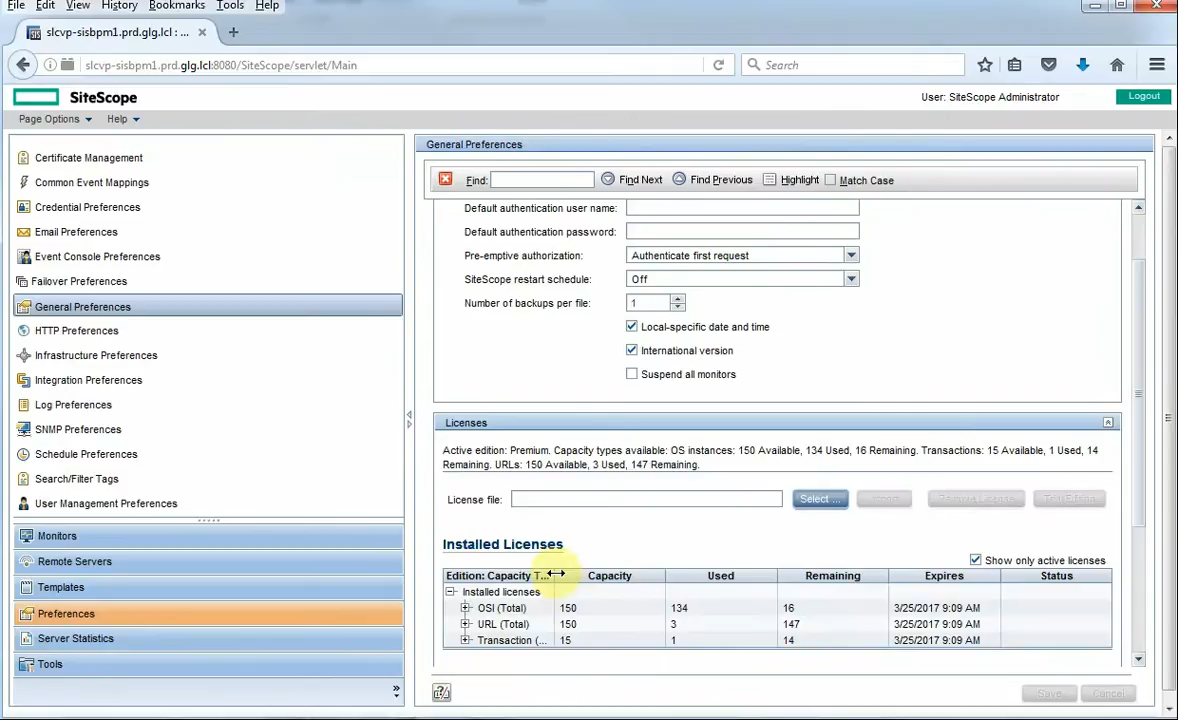 File Edit View History Bookmarks Tools Help
slcvp-sisbpm1.prd.glg.lcl : ...
slcvp-sisbpm1.prd.glg.lcl:8080/SiteScope/servlet/Main
Search
SiteScope
User: SiteScope Administrator
Logout
Page Options Help
Certificate Management
Common Event Mappings
Credential Preferences
Email Preferences
Event Console Preferences
Failover Preferences
General Preferences
HTTP Preferences
Infrastructure Preferences
Integration Preferences
Log Preferences
SNMP Preferences
Schedule Preferences
Search/Filter Tags
User Management Preferences
Monitors
Remote Servers
Templates
Preferences
Server Statistics
Tools
General Preferences
Find: Find Next Find Previous Highlight Match Case
Default authentication user name:
Default authentication password:
Pre-emptive authorization: Authenticate first request
SiteScope restart schedule: Off
Number of backups per file: 1
Local-specific date and time
International version
Suspend all monitors
Licenses
Active edition: Premium. Capacity types available: OS instances: 150 Available, 134 Used, 16 Remaining. Transactions: 15 Available, 1 Used, 14
Remaining. URLs: 150 Available, 3 Used, 147 Remaining.
License file: Select ... Import Remove License
Installed Licenses
Show only active licenses
Edition: Capacity T... Capacity Used Remaining Expires Status
Installed licenses
OSI (Total) 150 134 16 3/25/2017 9:09 AM
URL (Total) 150 3 147 3/25/2017 9:09 AM
Transaction (... 15 1 14 3/25/2017 9:09 AM
Save Cancel